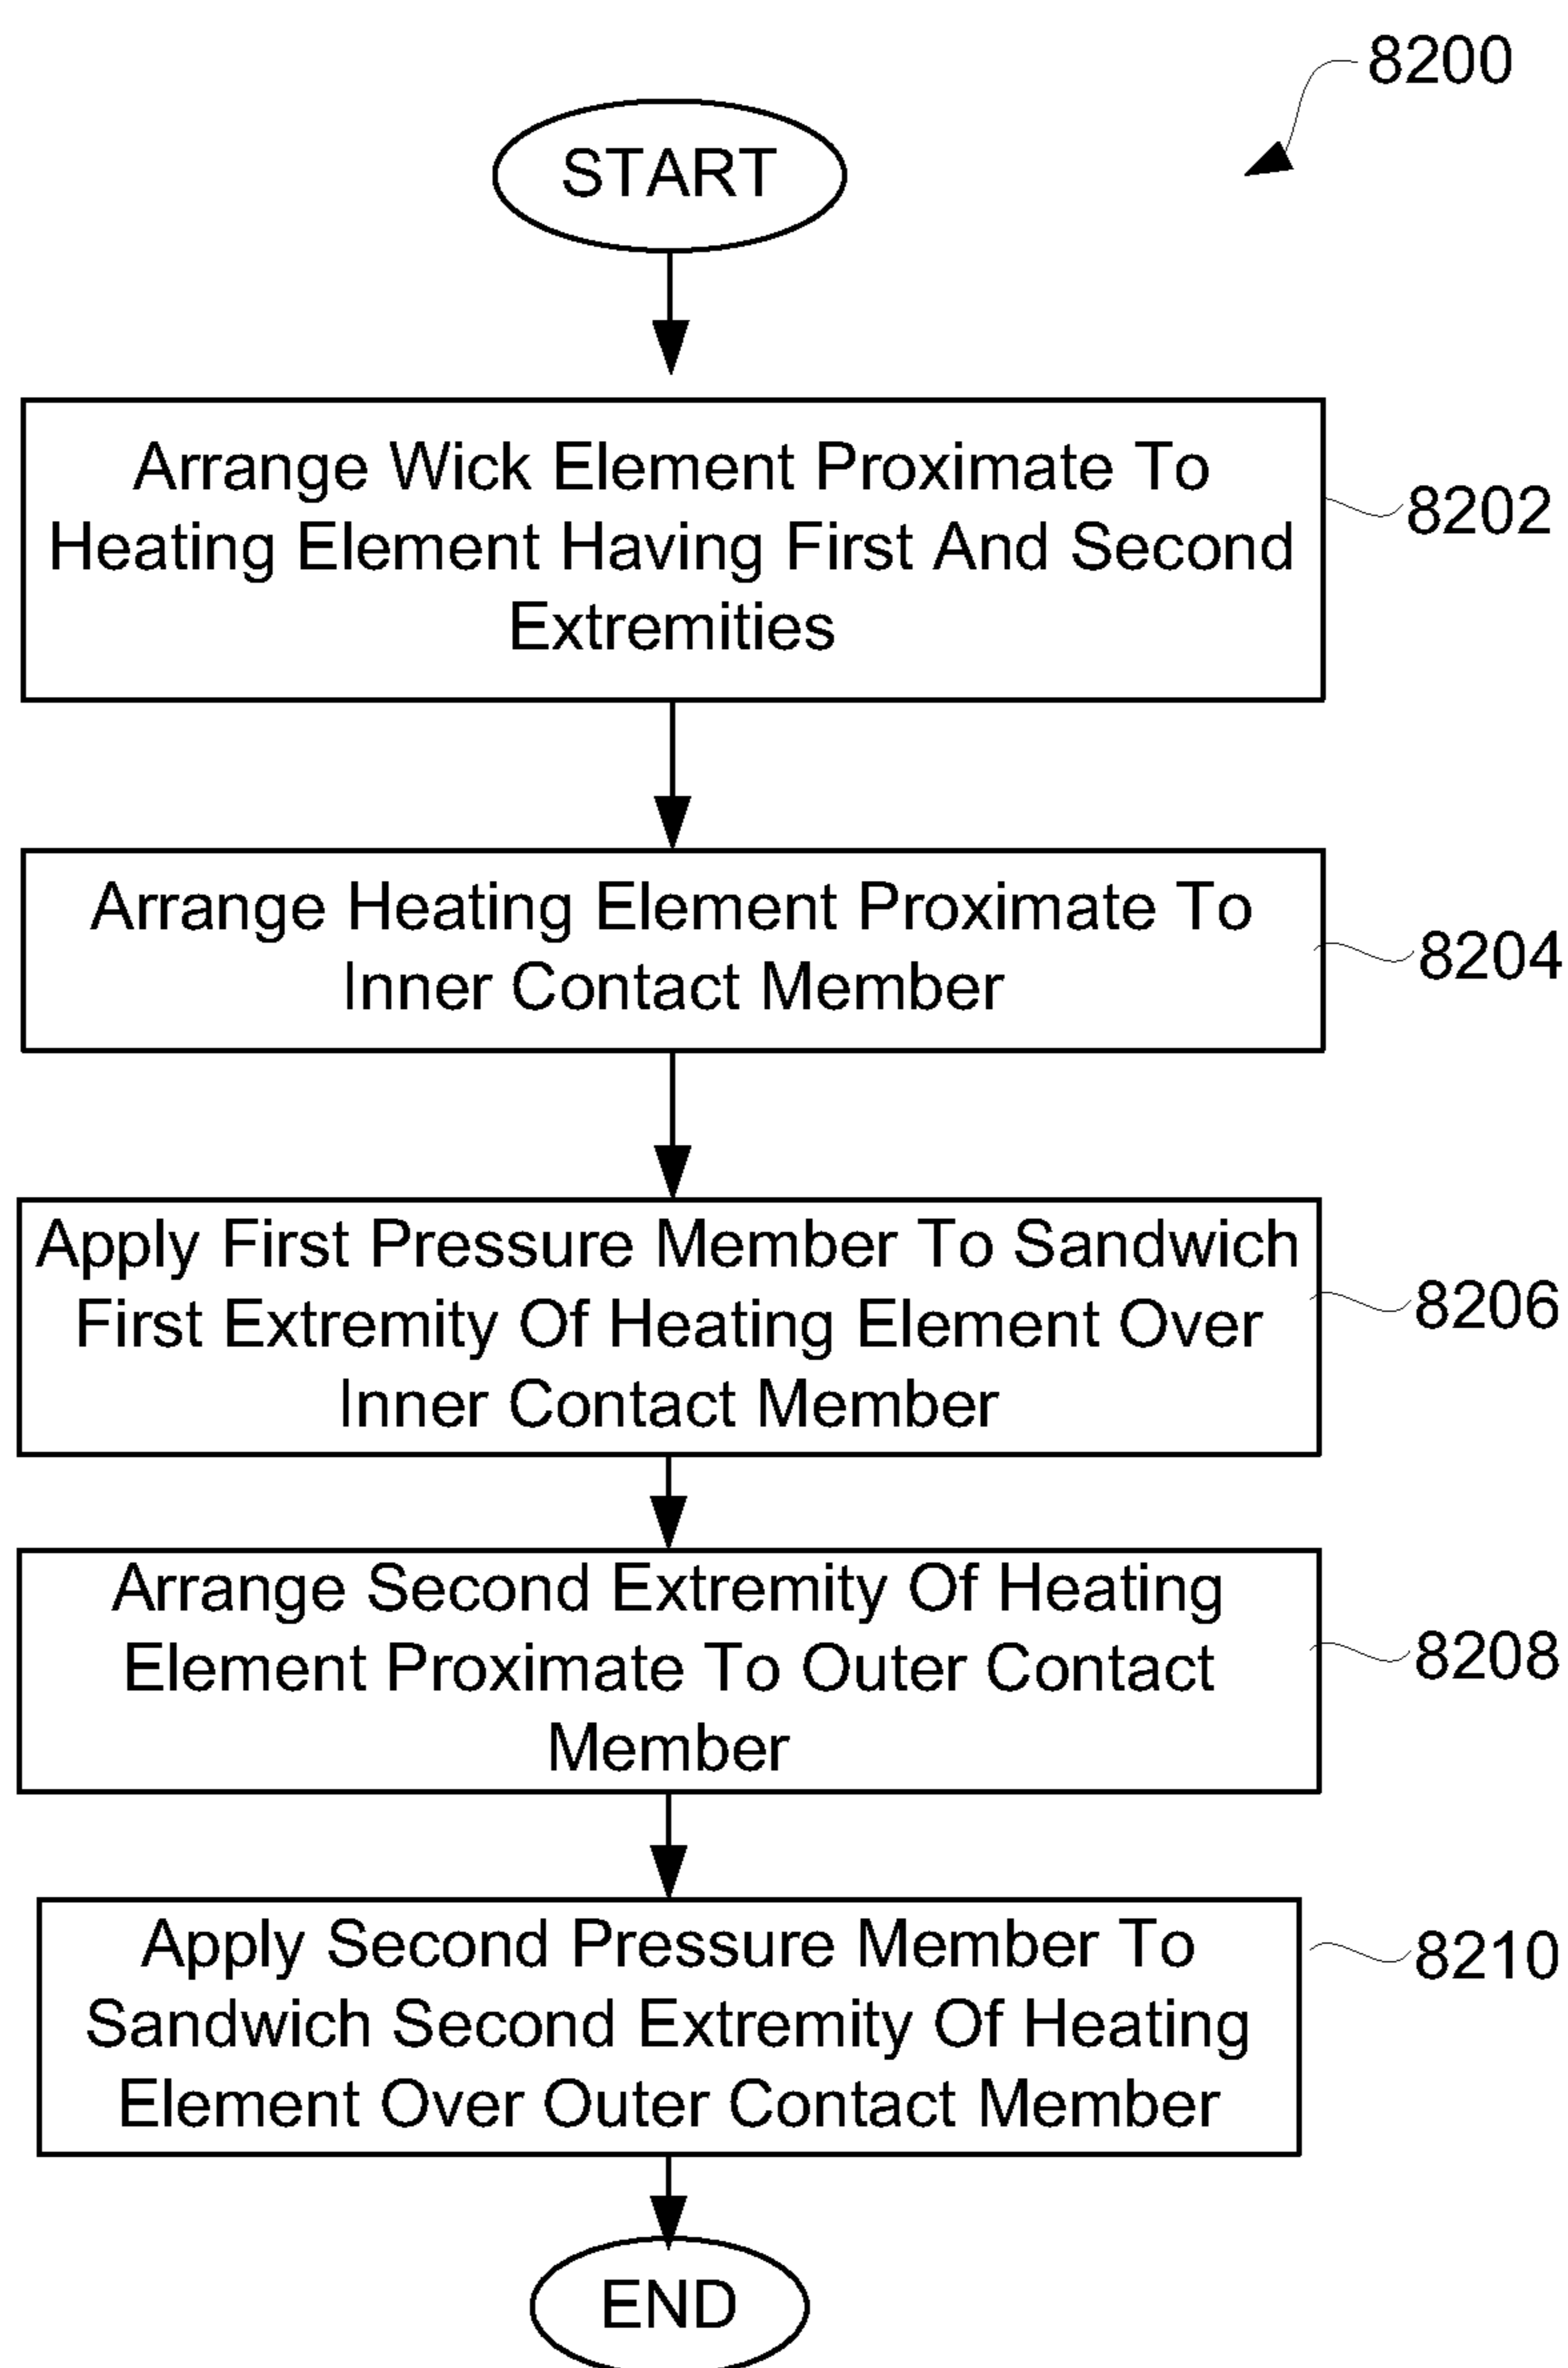 8200
START
Arrange Wick Element Proximate To
Heating Element Having First And Second
Extremities
8202
Arrange Heating Element Proximate To
Inner Contact Member
8204
Apply First Pressure Member To Sandwich
First Extremity Of Heating Element Over
Inner Contact Member
8206
Arrange Second Extremity Of Heating
Element Proximate To Outer Contact
Member
8208
Apply Second Pressure Member To
Sandwich Second Extremity Of Heating
Element Over Outer Contact Member
8210
END